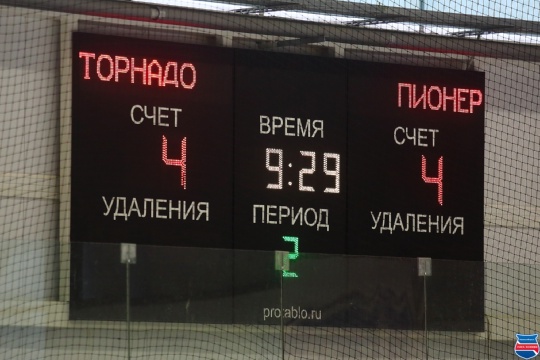 ТОРНАДО
СЧЕТ
4
УДАЛЕНИЯ
ВРЕМЯ
9:29
ПЕРИОД
2
protablo.ru
ПИОНЕР
СЧЕТ
4
УДАЛЕНИЯ